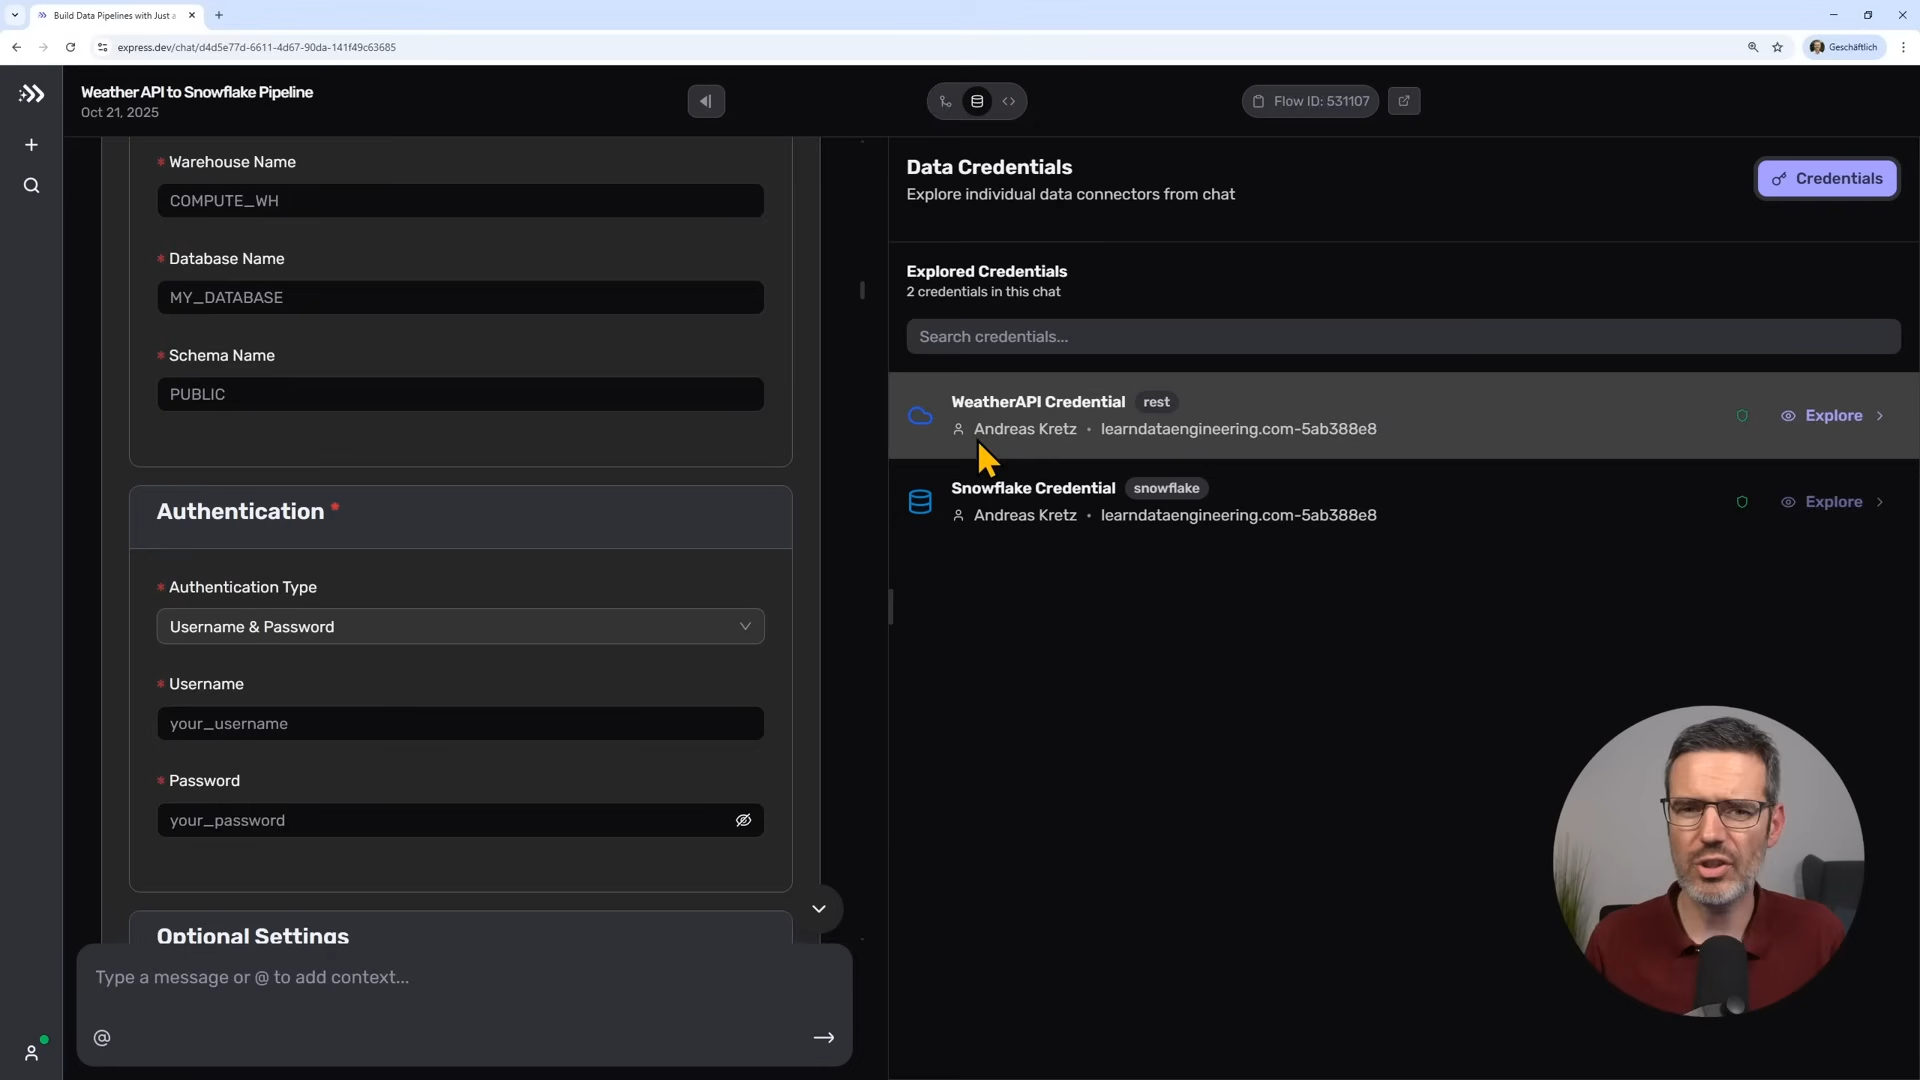 Build Data Pipelines with Just a
express.dev/chat/d4d5e77d-6611-4d67-90da-141f49c63685
Geschäftlich
Weather API to Snowflake Pipeline
Oct 21, 2025
Flow ID: 531107
* Warehouse Name
COMPUTE_WH
* Database Name
MY_DATABASE
* Schema Name
PUBLIC
Authentication *
* Authentication Type
Username & Password
* Username
your_username
* Password
your_password
Optional Settings
Type a message or @ to add context...
@
Data Credentials
Explore individual data connectors from chat
Credentials
Explored Credentials
2 credentials in this chat
Search credentials...
WeatherAPI Credential rest
Andreas Kretz • learndataengineering.com-5ab388e8
Explore
Snowflake Credential snowflake
Andreas Kretz • learndataengineering.com-5ab388e8
Explore